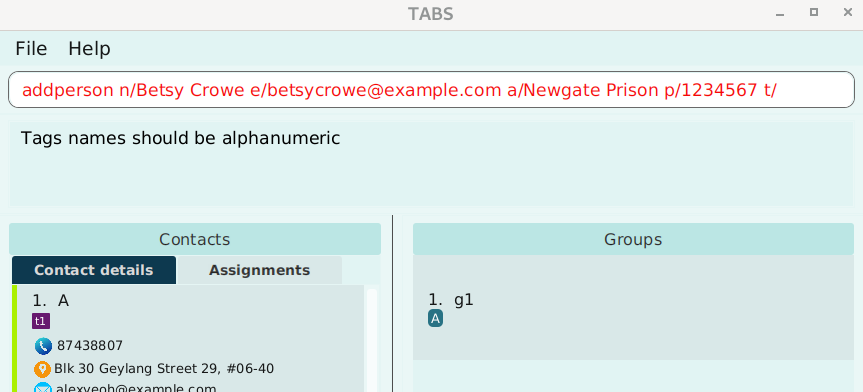 TABS
File Help
addperson n/Betsy Crowe e/betsycrowe@example.com a/Newgate Prison p/1234567 t/
Tags names should be alphanumeric
Contacts
Contact details Assignments
1. A
t1
87438807
Blk 30 Geylang Street 29, #06-40
alexyeoh@example.com
Groups
1. g1
A